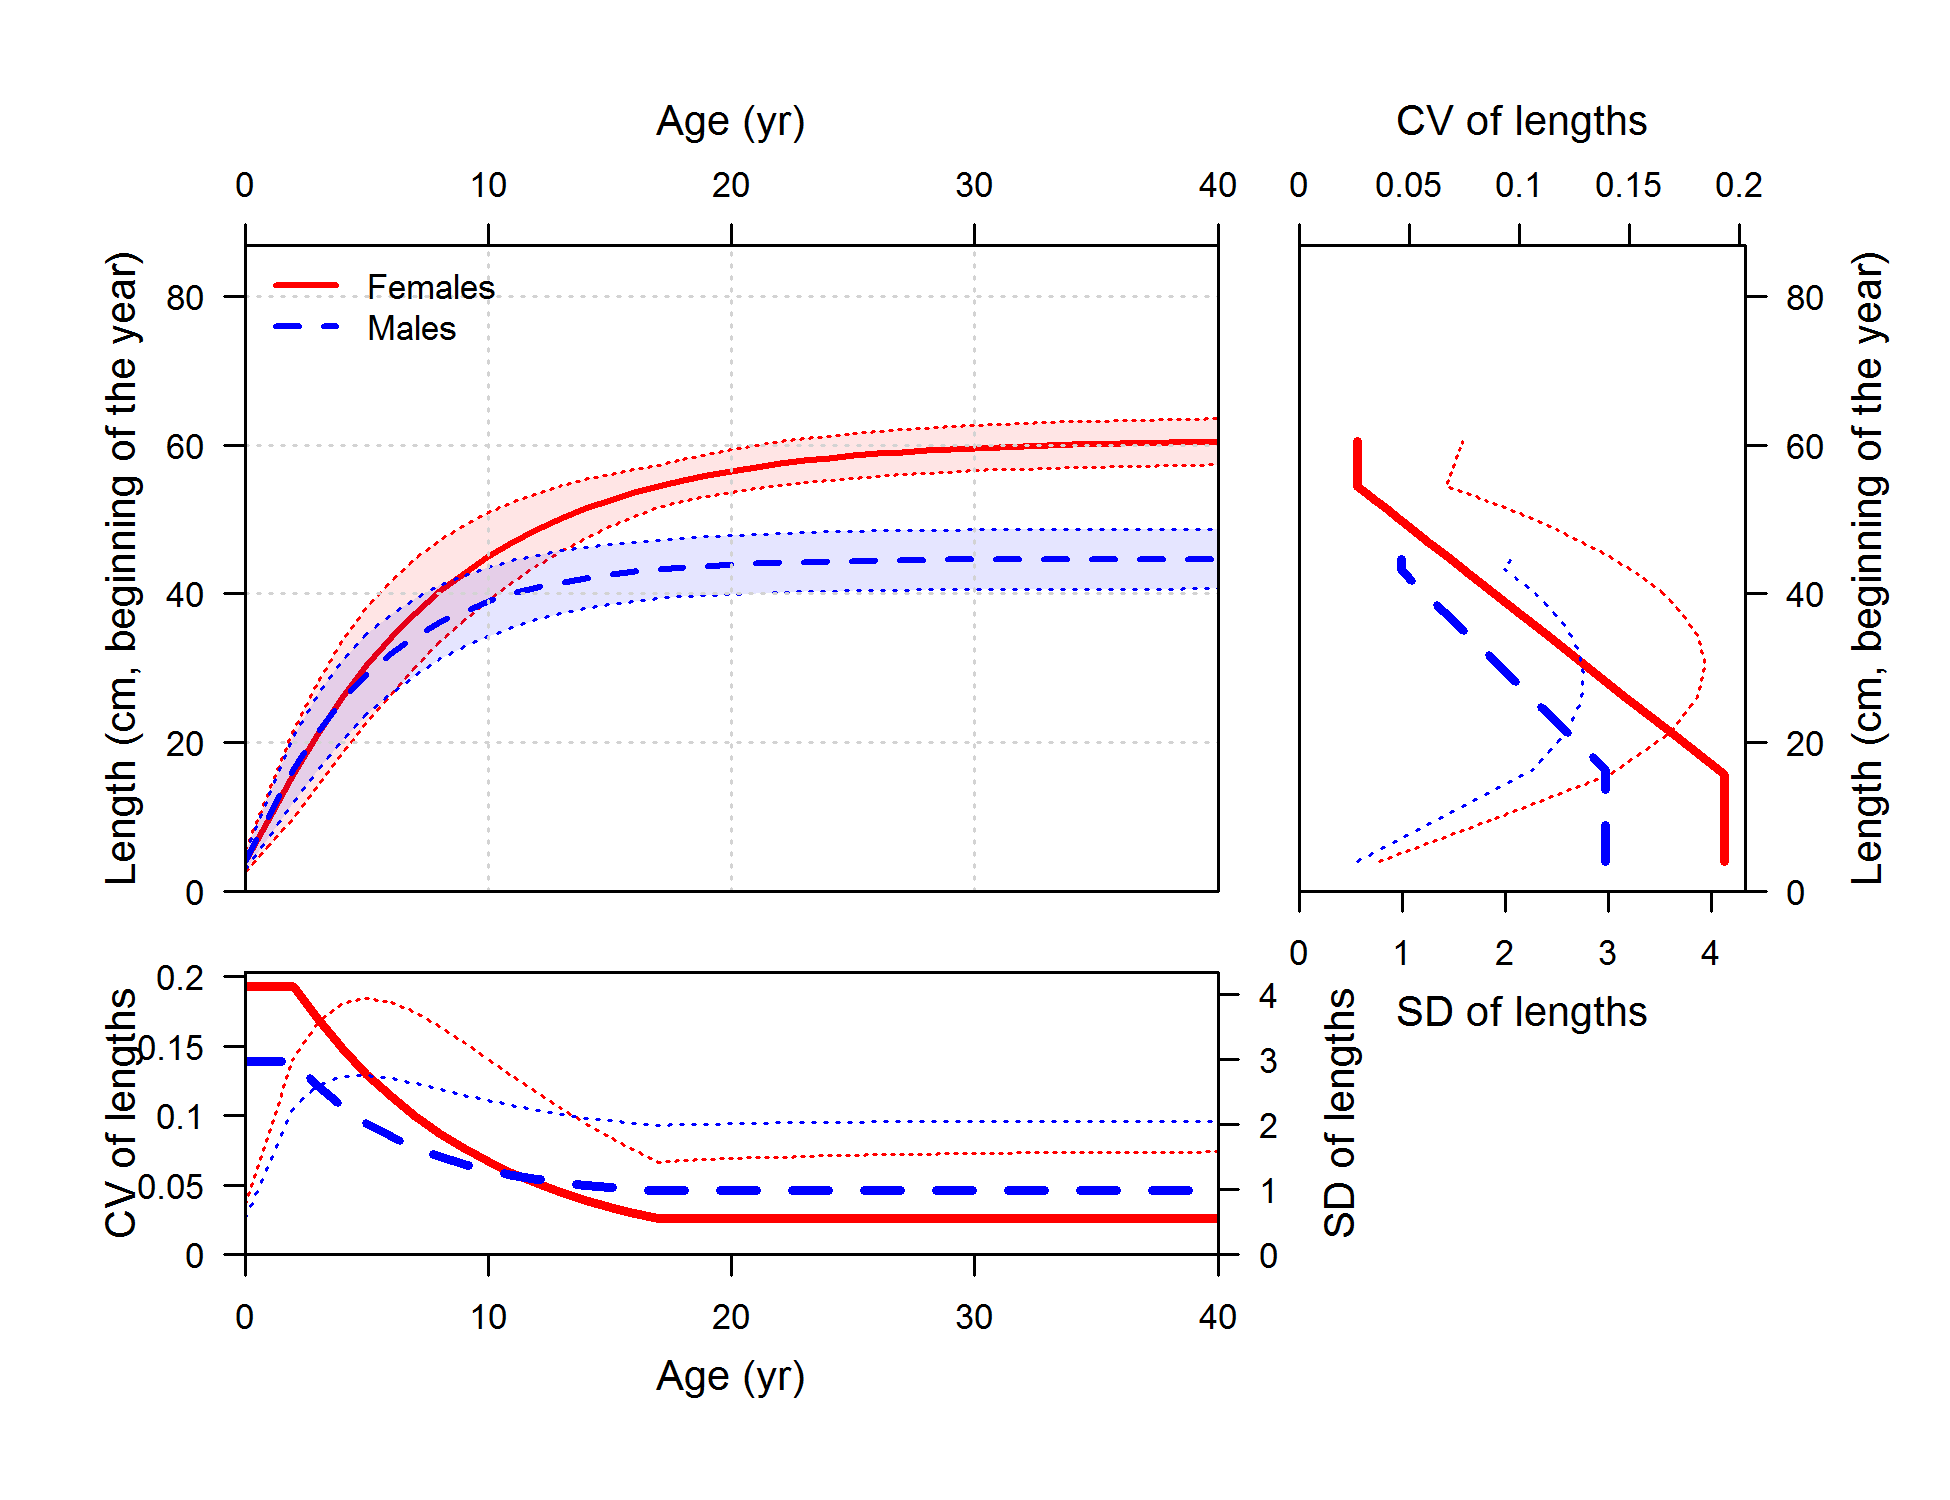 Age (yr)
CV of lengths
0 10 20 30 40
0 0.05 0.1 0.15 0.2
Length (cm, beginning of the year)
80
60
40
20
0
Females
Males
80
60
40
20
0
Length (cm, beginning of the year)
0 1 2 3 4
SD of lengths
CV of lengths
0.2
0.15
0.1
0.05
0
4
3
2
1
0
SD of lengths
0 10 20 30 40
Age (yr)